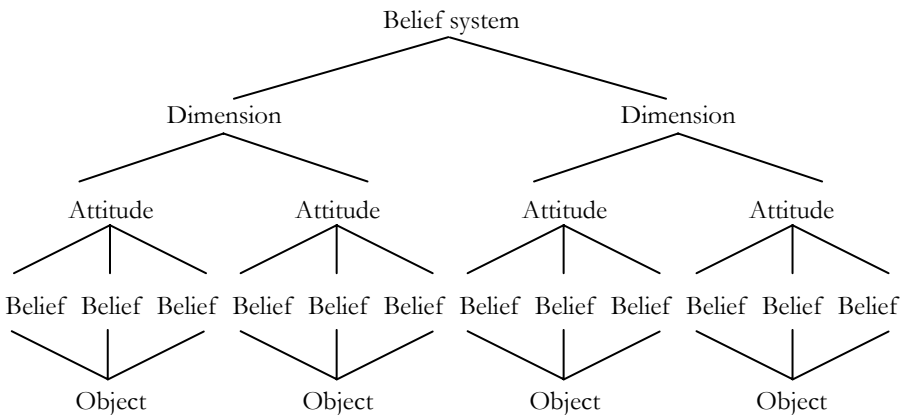 Belief system
Dimension Dimension
Attitude Attitude Attitude Attitude
Belief Belief Belief Belief Belief Belief Belief Belief Belief Belief Belief Belief
Object Object Object Object